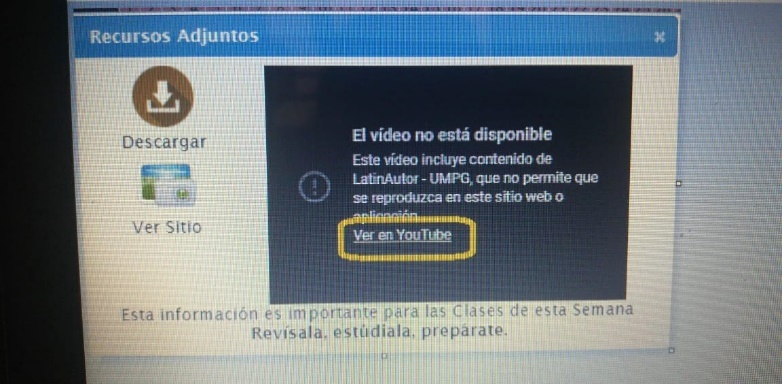 Recursos Adjuntos
Descargar
Ver Sitio
El vídeo no está disponible
Este vídeo incluye contenido de
LatinAutor - UMPG, que no permite que
se reproduzca en este sitio web o
aplicación
Ver en YouTube
Esta información es importante para las Clases de esta Semana
Revísala, estúdiala, prepárate.